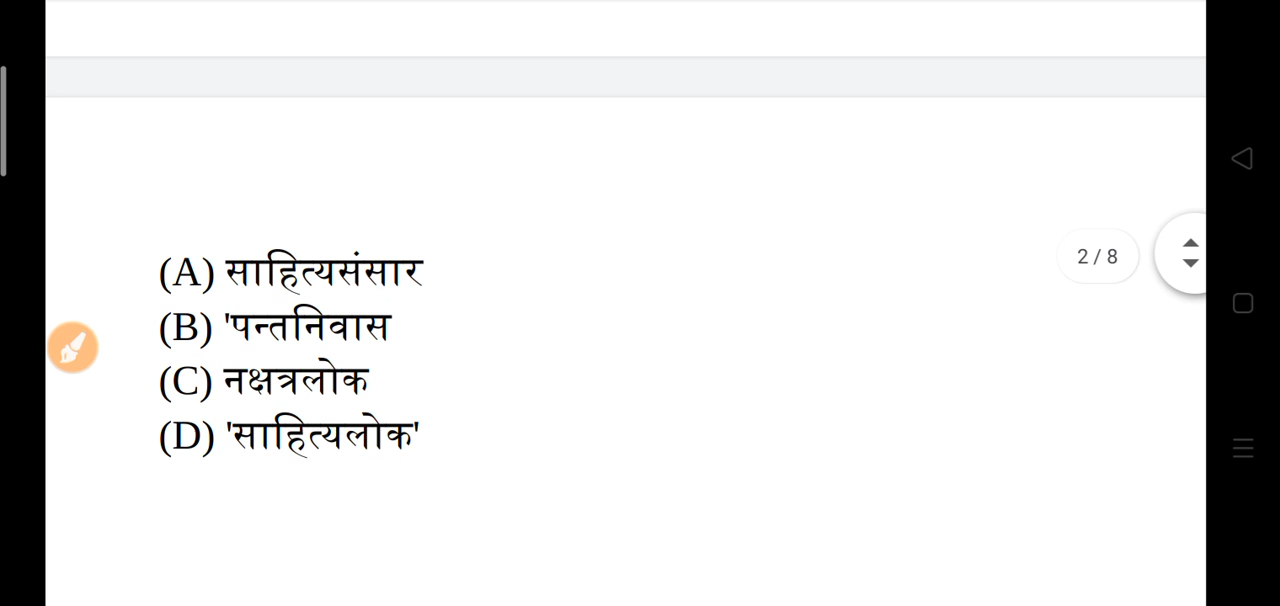 (A) साहित्यसंसार
2 / 8
(B) 'पन्तनिवास
(C) नक्षत्रलोक
(D) 'साहित्यलोक'